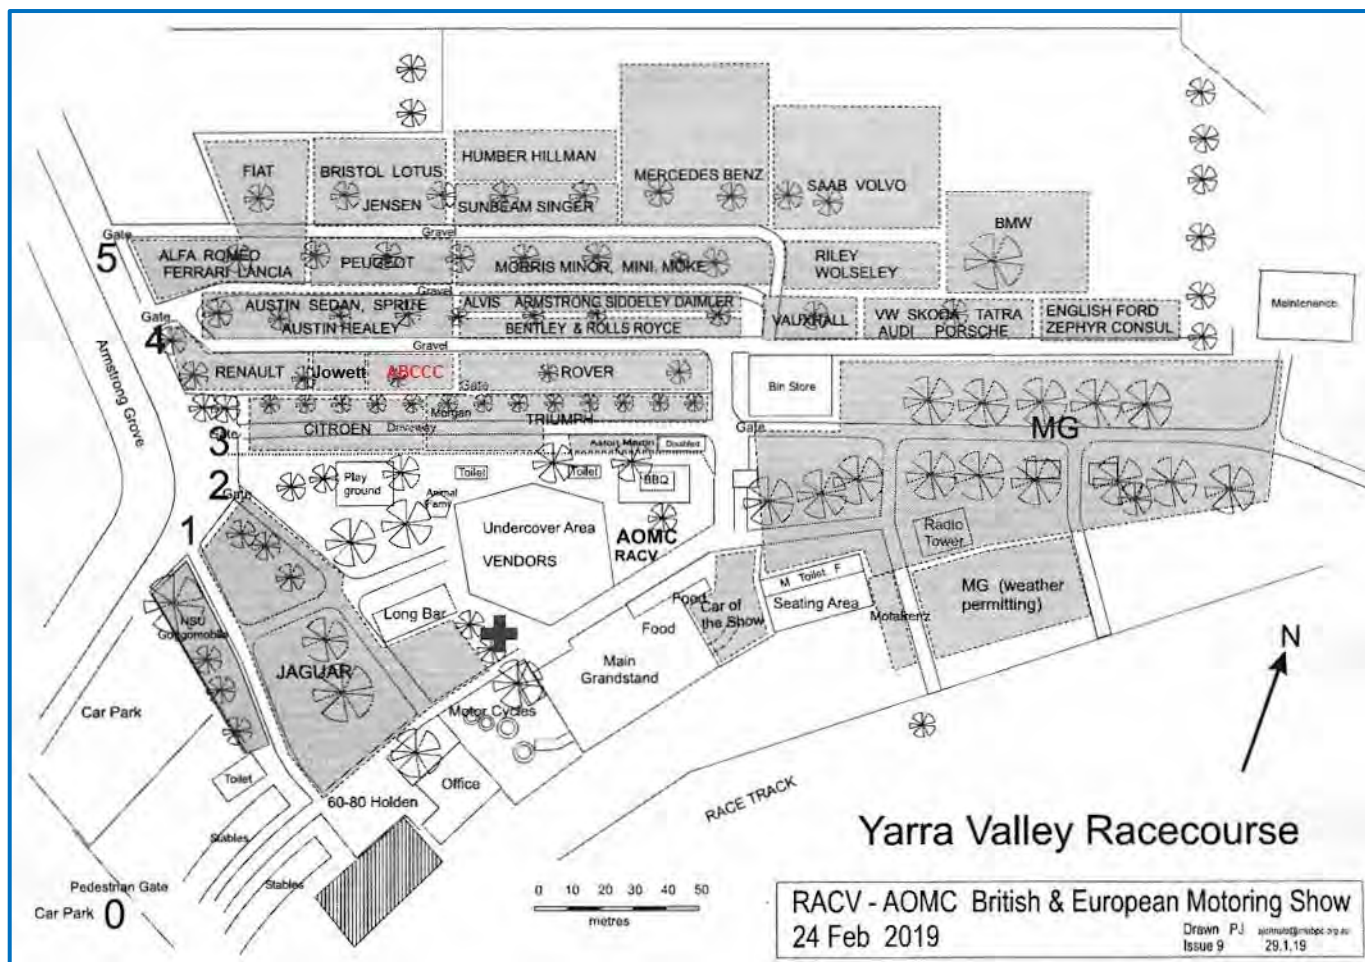 FIAT
BRISTOL LOTUS
JENSEN
HUMBER HILLMAN
SUNBEAM SINGER
MERCEDES BENZ
SAAB VOLVO
BMW
Gate
5
Gravel
ALFA ROMEO
FERRARI LANCIA
PEUGEOT
MORRIS MINOR, MINI, MOKE
RILEY
WOLSELEY
Gravel
AUSTIN SEDAN, SPRITE
AUSTIN HEALEY
ALVIS ARMSTRONG SIDDELEY DAIMLER
BENTLEY & ROLLS ROYCE
VAUXHALL
VW SKODA TATRA
AUDI PORSCHE
ENGLISH FORD
ZEPHYR CONSUL
Maintenance
Gate
4
Gravel
Armstrong Grove
RENAULT
Jowett
ABCCC
ROVER
Gate
Bin Store
MG
Morgan
TRIUMPH
CITROEN
Driveway
Gate
3
Aston Martin
Gate
2
Gate
Play
ground
Toilet
Toilet
BBQ
Animal
Farm
1
Undercover Area
VENDORS
AOMC
RACV
Radio
Tower
M Toilet F
Seating Area
MG (weather
permitting)
Food
Food
Car of
the Show
Long Bar
NSU
Goggomobile
JAGUAR
Main
Grandstand
Motor Cycles
Car Park
Toilet
Office
60-80 Holden
Stables
Stables
RACE TRACK
N
Pedestrian Gate
Car Park 0
0 10 20 30 40 50
metres
Yarra Valley Racecourse
RACV - AOMC British & European Motoring Show
24 Feb 2019
Drawn PJ
Issue 9 29.1.19